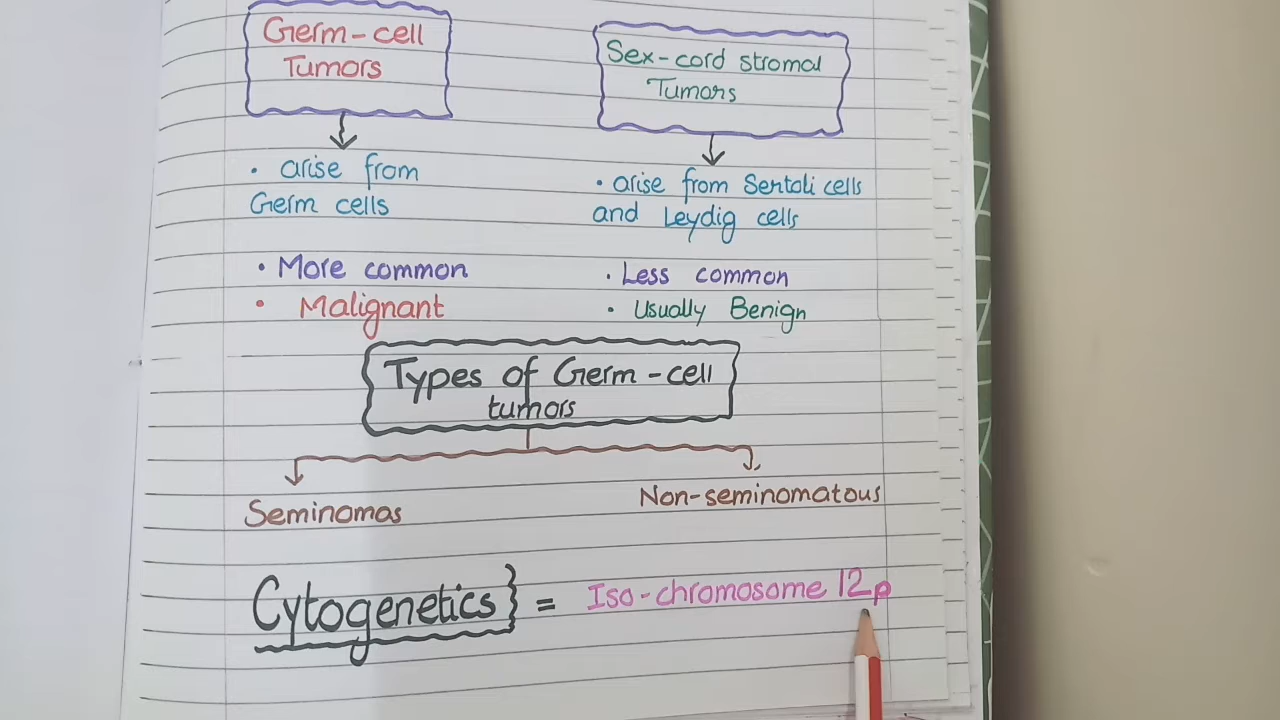 Germ-cell
Tumors
• arise from
Germ cells
• More common
• Malignant
Sex-cord stromal
Tumors
• arise from Sertoli cells
and Leydig cells
• Less common
• Usually Benign
Types of Germ-cell
tumors
Seminomas
Non-seminomatous
Cytogenetics} = Iso-chromosome 12p